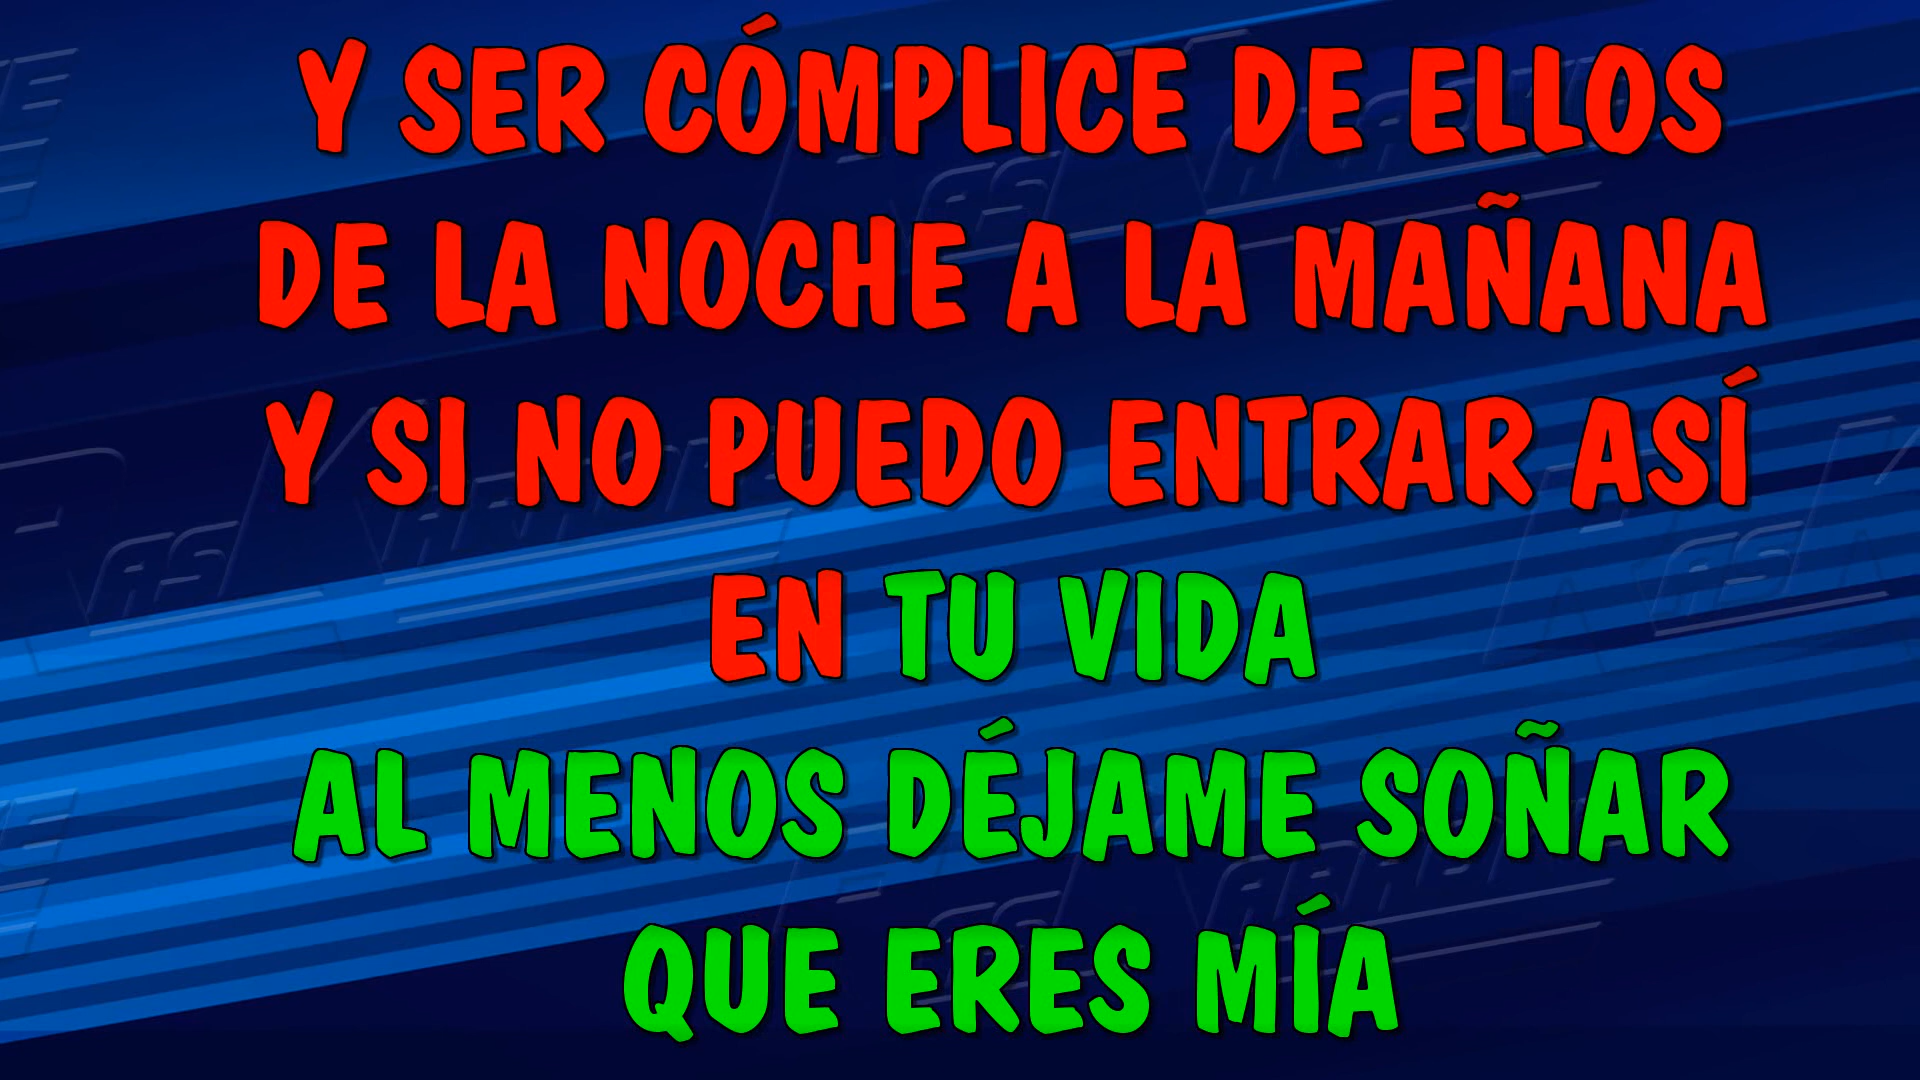 Y SER CÓMPLICE DE ELLOS
DE LA NOCHE A LA MAÑANA
Y SI NO PUEDO ENTRAR ASÍ
EN TU VIDA
AL MENOS DÉJAME SOÑAR
QUE ERES MÍA